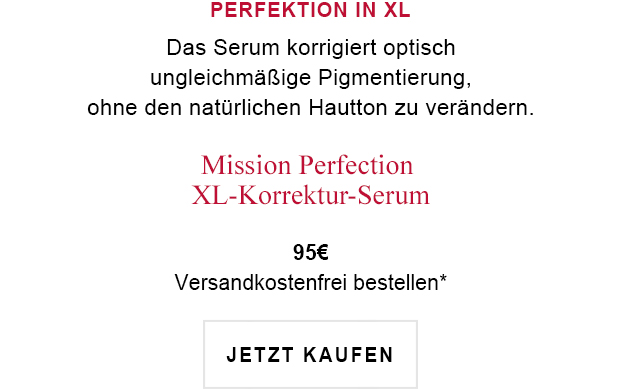 PERFEKTION IN XL
Das Serum korrigiert optisch
ungleichmäßige Pigmentierung,
ohne den natürlichen Hautton zu verändern.
Mission Perfection
XL-Korrektur-Serum
95€
Versandkostenfrei bestellen*
JETZT KAUFEN